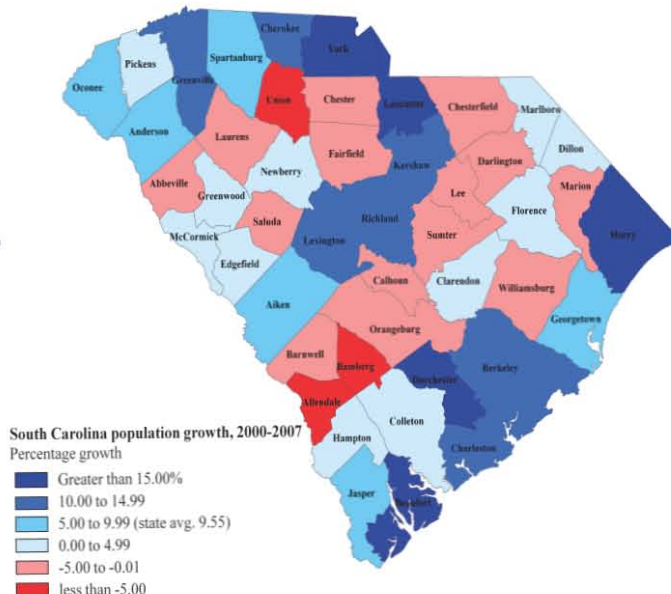 Cherokee
York
Spartanburg
Pickens
Greenville
Oconee
Union
Chester
Lancaster
Chesterfield
Marlboro
Anderson
Laurens
Dillon
Fairfield
Kershaw
Darlington
Newberry
Abbeville
Greenwood
Lee
Marion
Saluda
Richland
Florence
Horry
McCormick
Lexington
Sumter
Edgefield
Calhoun
Clarendon
Williamsburg
Aiken
Georgetown
Orangeburg
Barnwell
Bamberg
Berkeley
Dorchester
Allendale
Colleton
Hampton
Charleston
Jasper
Beaufort
South Carolina population growth, 2000-2007
Percentage growth
Greater than 15.00%
10.00 to 14.99
5.00 to 9.99 (state avg. 9.55)
0.00 to 4.99
-5.00 to -0.01
less than -5.00